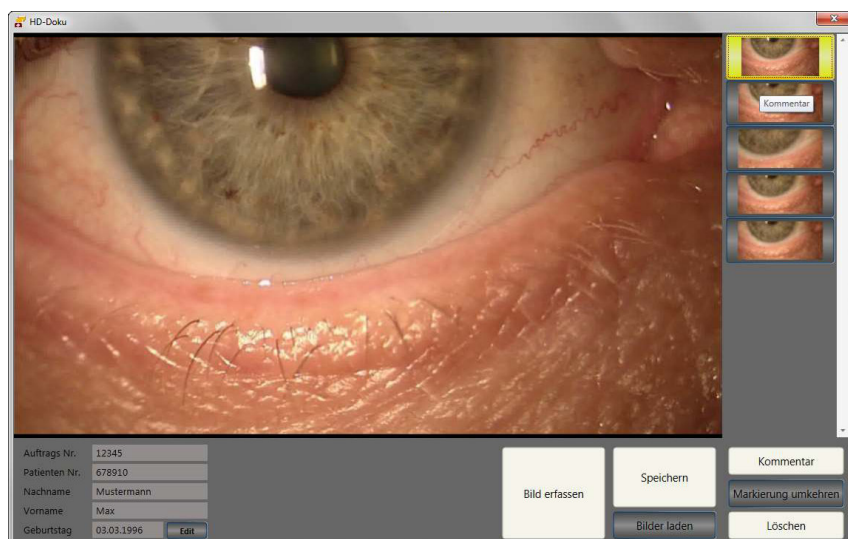 HD-Doku
Kommentar
Auftrags Nr. 12345
Patienten Nr. 678910
Nachname Mustermann
Vorname Max
Geburtstag 03.03.1996 Edit
Bild erfassen
Speichern
Bilder laden
Kommentar
Markierung umkehren
Löschen